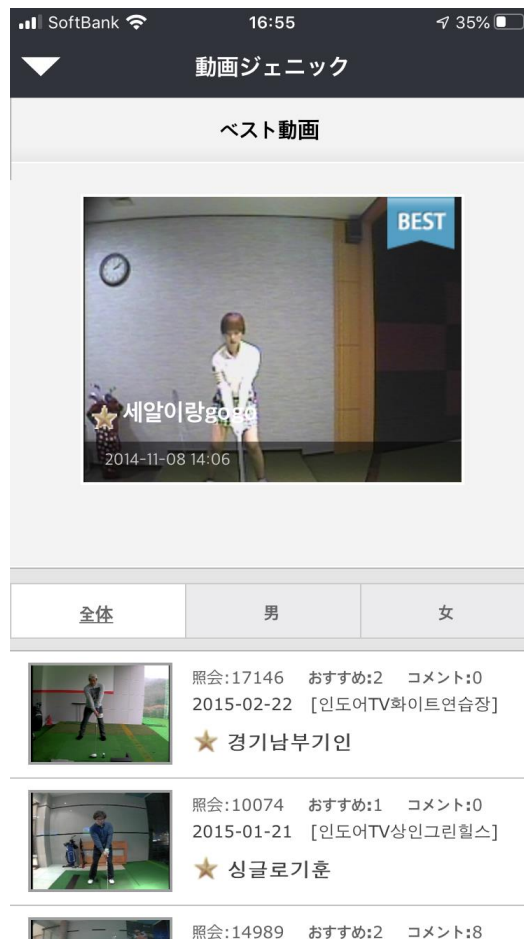 SoftBank 16:55 35%
動画ジェニック
ベスト動画
BEST
세알이랑gogo
2014-11-08 14:06
全体 男 女
照会:17146 おすすめ:2 コメント:0
2015-02-22 [인도어TV화이트연습장]
경기남부기인
照会:10074 おすすめ:1 コメント:0
2015-01-21 [인도어TV상인그린힐스]
싱글로기훈
照会:14989 おすすめ:2 コメント:8